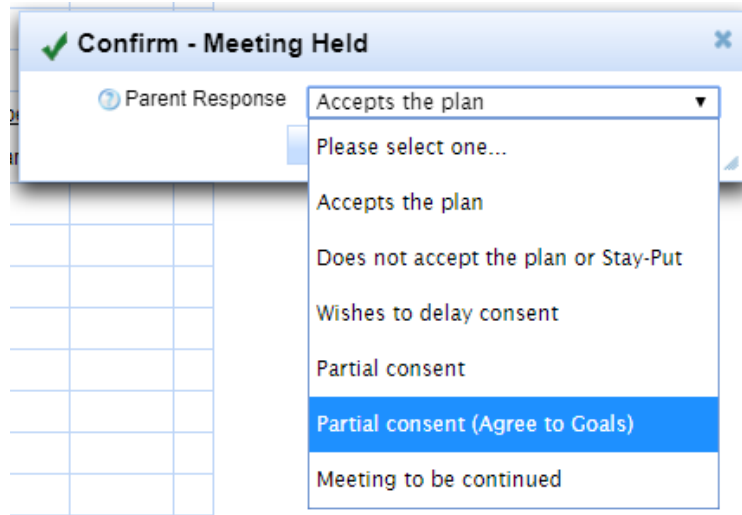 Confirm - Meeting Held
Parent Response
Accepts the plan
Please select one...
Accepts the plan
Does not accept the plan or Stay-Put
Wishes to delay consent
Partial consent
Partial consent (Agree to Goals)
Meeting to be continued